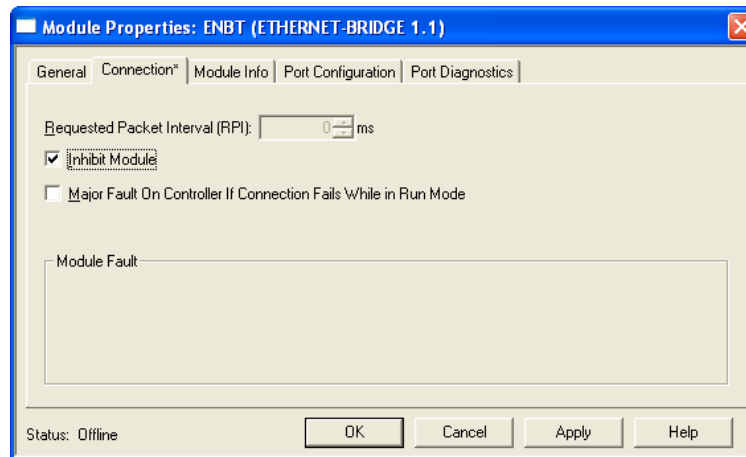 Module Properties: ENBT (ETHERNET-BRIDGE 1.1)
General Connection* Module Info Port Configuration Port Diagnostics
Requested Packet Interval (RPI): 0 ms
Inhibit Module
Major Fault On Controller If Connection Fails While in Run Mode
Module Fault
Status: Offline OK Cancel Apply Help